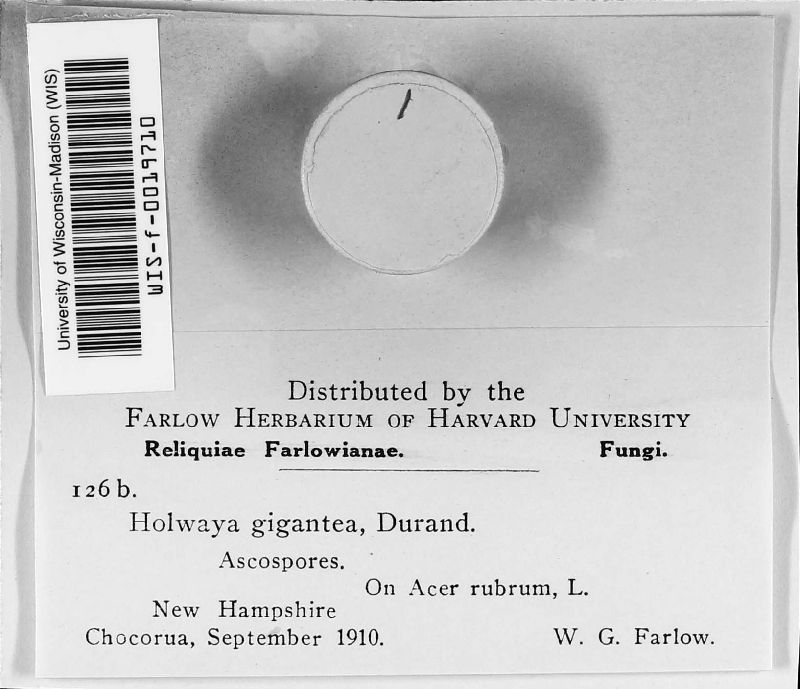 University of Wisconsin-Madison (WIS)
WIS-f-0019710
Distributed by the
FARLOW HERBARIUM OF HARVARD UNIVERSITY
Reliquiae Farlowianae. Fungi.
126 b.
Holwaya gigantea, Durand.
Ascospores.
On Acer rubrum, L.
New Hampshire
Chocorua, September 1910. W. G. Farlow.